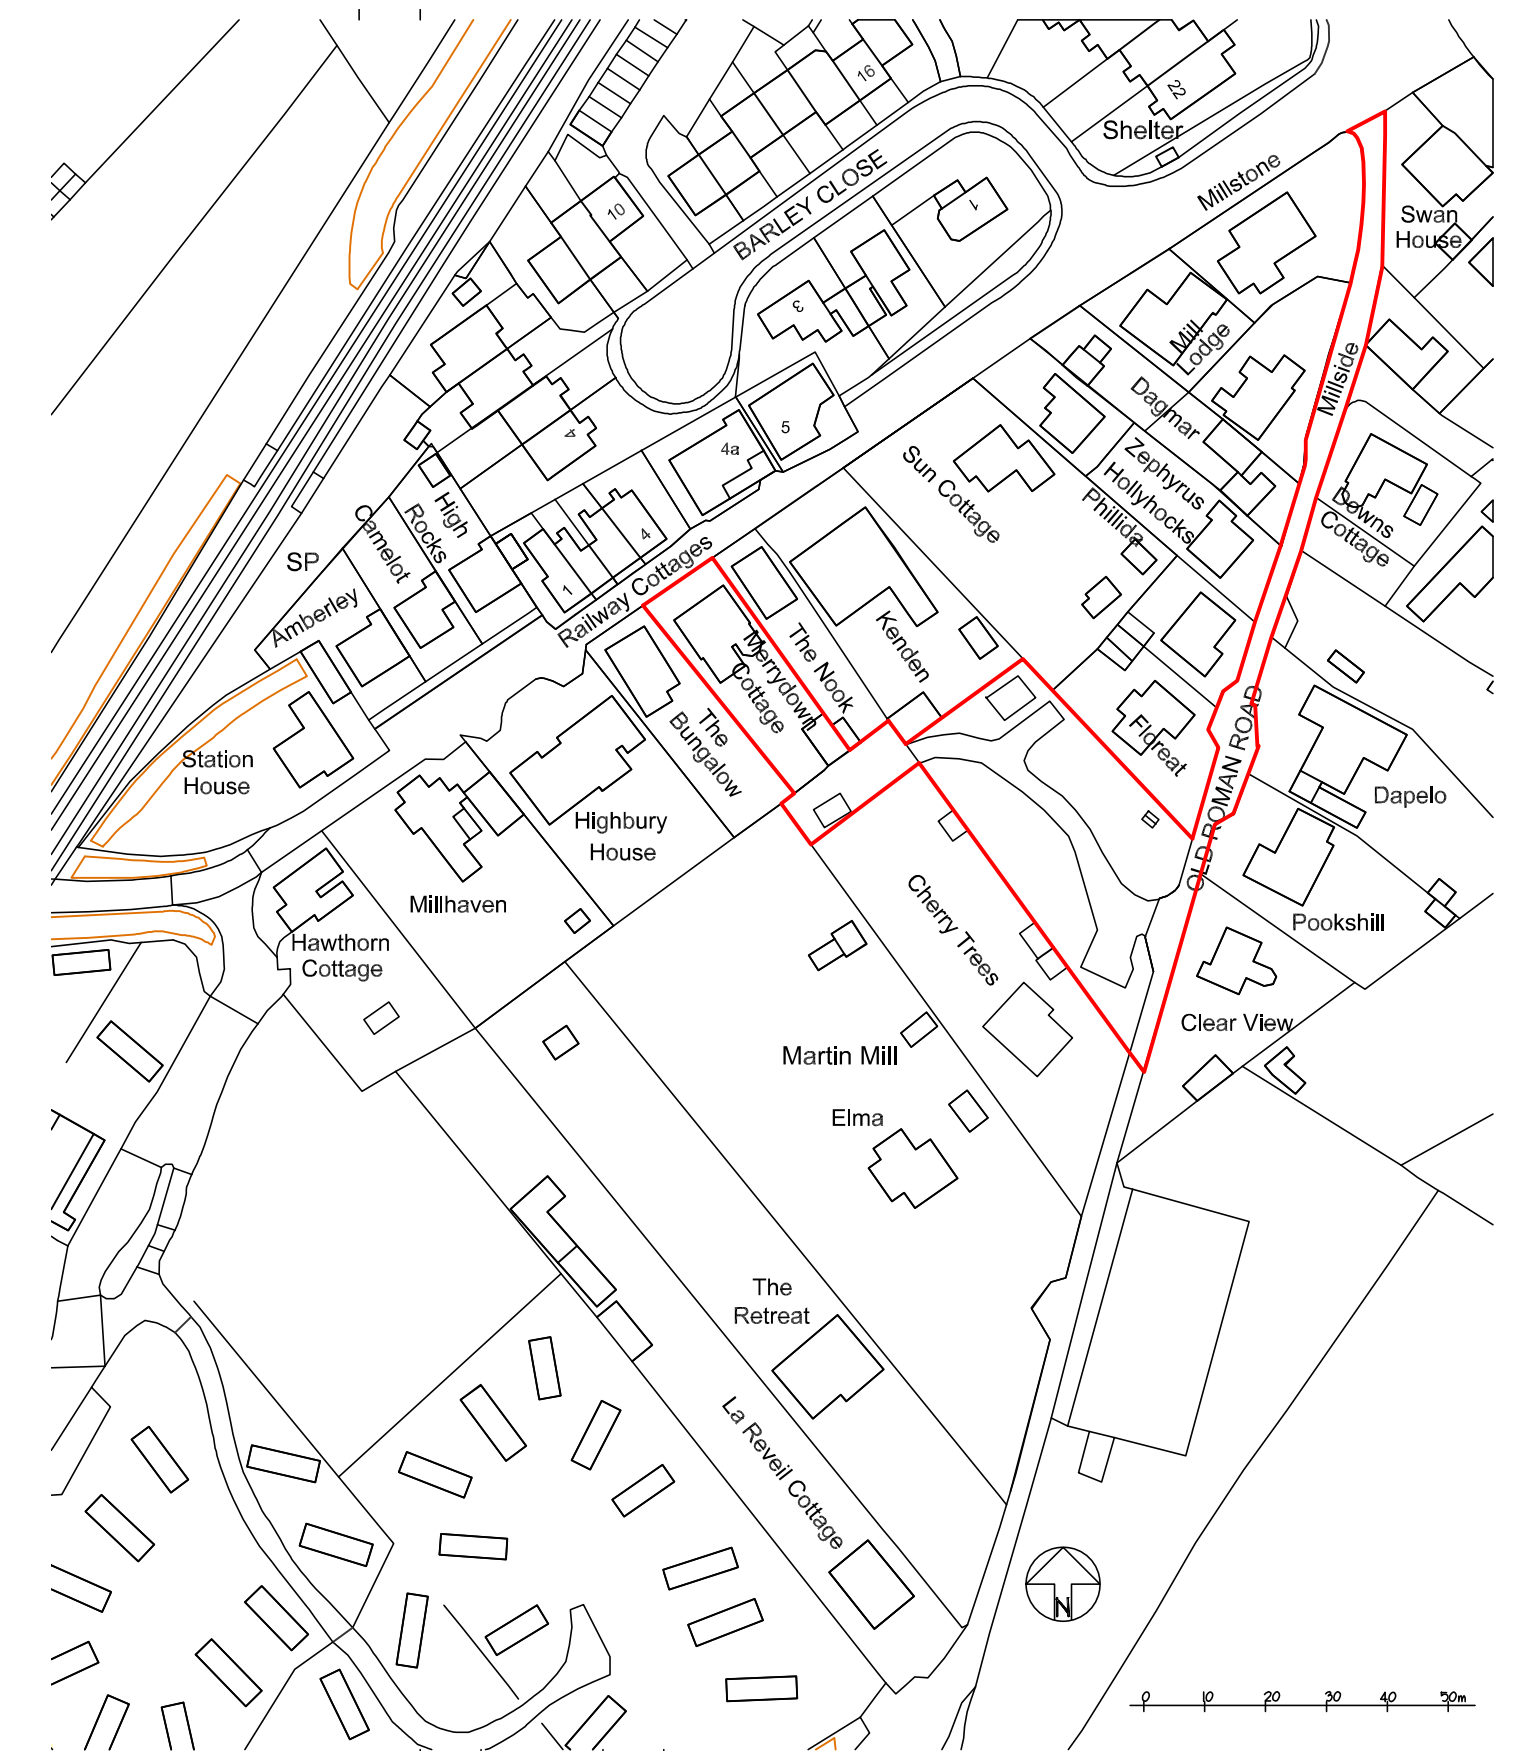 16
22
Shelter
BARLEY CLOSE
Millstone
10
1
Swan
House
3
Mill
Lodge
Millside
Dagmar
4
5
4a
Zephyrus
Hollyhocks
Phillida
Sun Cottage
Downs
Cottage
High
Rocks
Camelot
SP
4
1
Railway Cottages
Amberley
Kenden
The Nook
Merrydown
Cottage
The
Bungalow
Floreat
OLD ROMAN ROAD
Station
House
Dapelo
Highbury
House
Millhaven
Cherry Trees
Pookshill
Hawthorn
Cottage
Clear View
Martin Mill
Elma
The
Retreat
La Reveil Cottage
N
0 10 20 30 40 50m